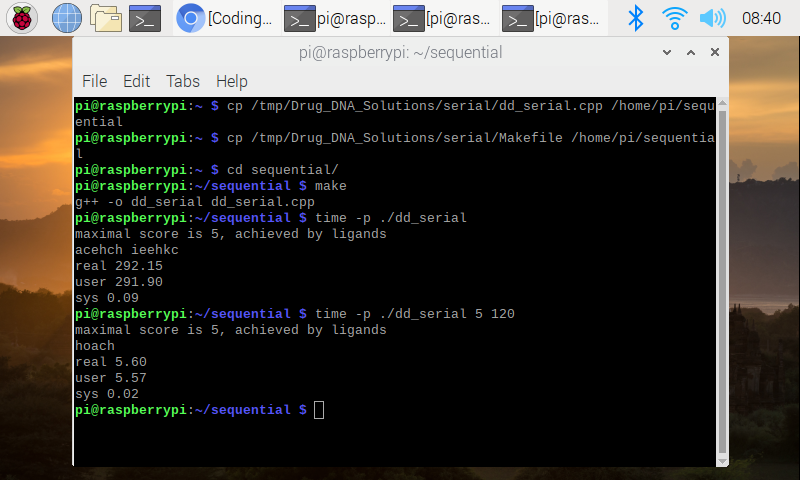 [Coding... pi@rasp... [pi@ras... [pi@ras... 08:40
pi@raspberrypi: ~/sequential
File Edit Tabs Help
pi@raspberrypi:~ $ cp /tmp/Drug_DNA_Solutions/serial/dd_serial.cpp /home/pi/sequ
ential
pi@raspberrypi:~ $ cp /tmp/Drug_DNA_Solutions/serial/Makefile /home/pi/sequentia
l
pi@raspberrypi:~ $ cd sequential/
pi@raspberrypi:~/sequential $ make
g++ -o dd_serial dd_serial.cpp
pi@raspberrypi:~/sequential $ time -p ./dd_serial
maximal score is 5, achieved by ligands
acehch ieehkc
real 292.15
user 291.90
sys 0.09
pi@raspberrypi:~/sequential $ time -p ./dd_serial 5 120
maximal score is 5, achieved by ligands
hoach
real 5.60
user 5.57
sys 0.02
pi@raspberrypi:~/sequential $